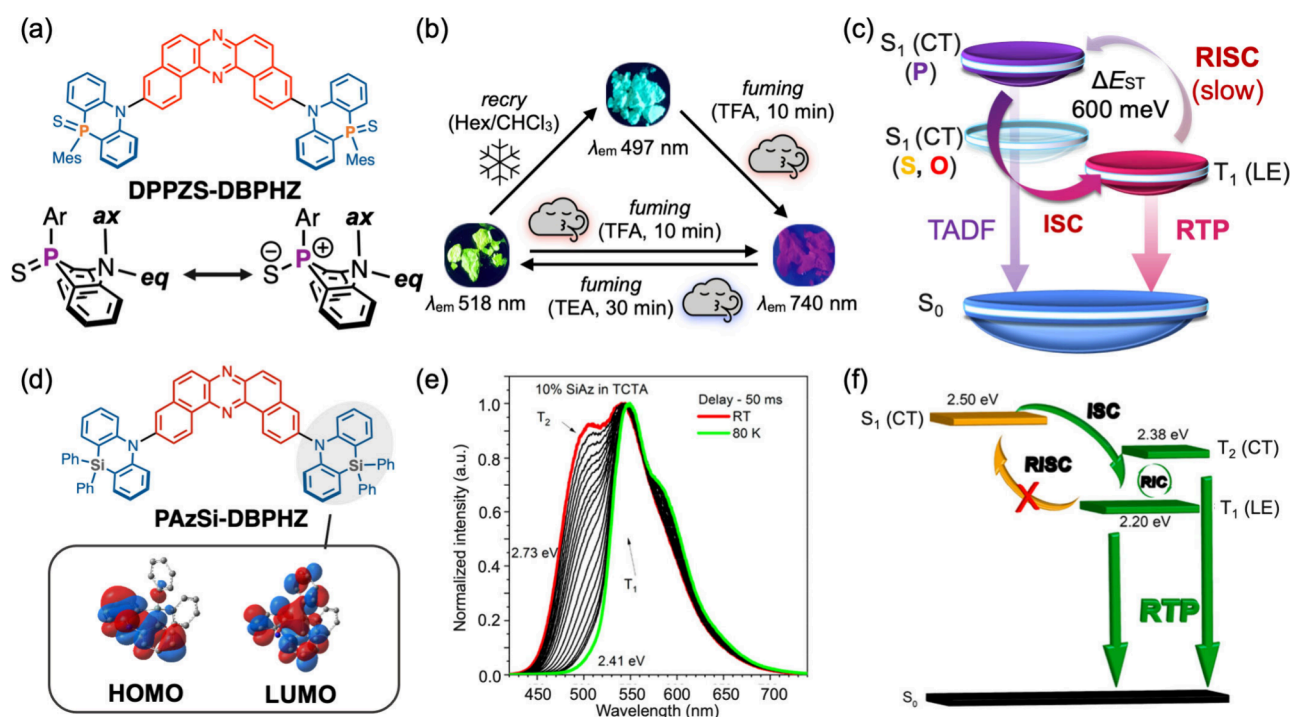 (a)
N
N
N
N
S
P
Mes
P
S
Mes
DPPZS-DBPHZ
Ar
ax
P
N
S
eq
Ar
ax
⊖
P
⊕
N
S
eq
(b)
recry
(Hex/CHCl3)
λem 497 nm
fuming
(TFA, 10 min)
fuming
(TFA, 10 min)
λem 518 nm
fuming
(TEA, 30 min)
λem 740 nm
(c)
S1 (CT)
(P)
RISC
(slow)
ΔEST
600 meV
S1 (CT)
(S, O)
T1 (LE)
TADF
ISC
RTP
S0
(d)
N
N
N
N
Ph
Si
Ph
Si
Ph
Ph
PAzSi-DBPHZ
HOMO
LUMO
(e)
10% SiAz in TCTA
Delay - 50 ms
RT
80 K
T2
T1
2.73 eV
2.41 eV
Normalized intensity (a.u.)
1.0
0.8
0.6
0.4
0.2
0.0
450 500 550 600 650 700
Wavelength (nm)
(f)
2.50 eV
S1 (CT)
ISC
2.38 eV
T2 (CT)
RISC
X
RIC
T1 (LE)
2.20 eV
RTP
S0